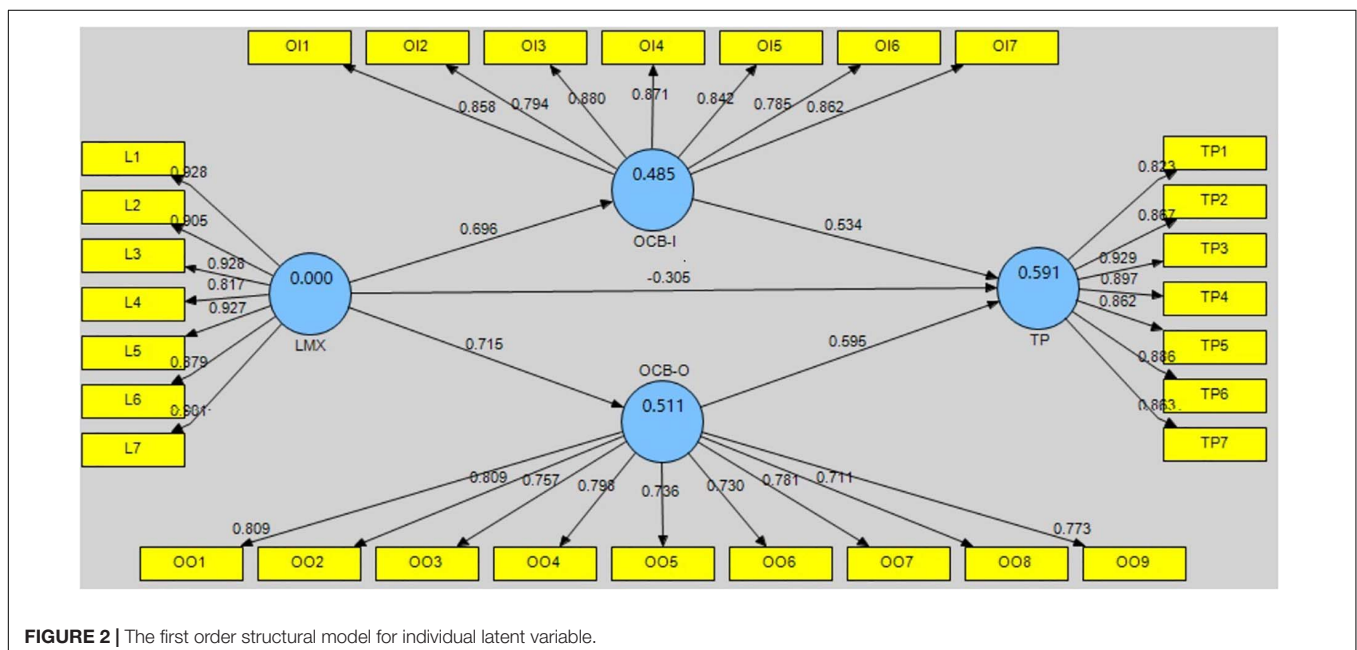 OI1 OI2 OI3 OI4 OI5 OI6 OI7
0.858 0.794 0.880 0.871 0.842 0.785 0.862
L1
0.928
L2
0.905
L3
0.928
L4
0.817
L5
0.927
L6
0.879
L7
0.000
LMX
0.696
0.485
OCB-I
0.534
-0.305
0.715
OCB-O
0.511
0.595
0.591
TP
TP1
0.823
TP2
0.867
TP3
0.929
TP4
0.897
TP5
0.862
TP6
0.886
TP7
0.863
0.809 0.809 0.757 0.798 0.736 0.730 0.781 0.711 0.773
OO1 OO2 OO3 OO4 OO5 OO6 OO7 OO8 OO9
FIGURE 2 | The first order structural model for individual latent variable.